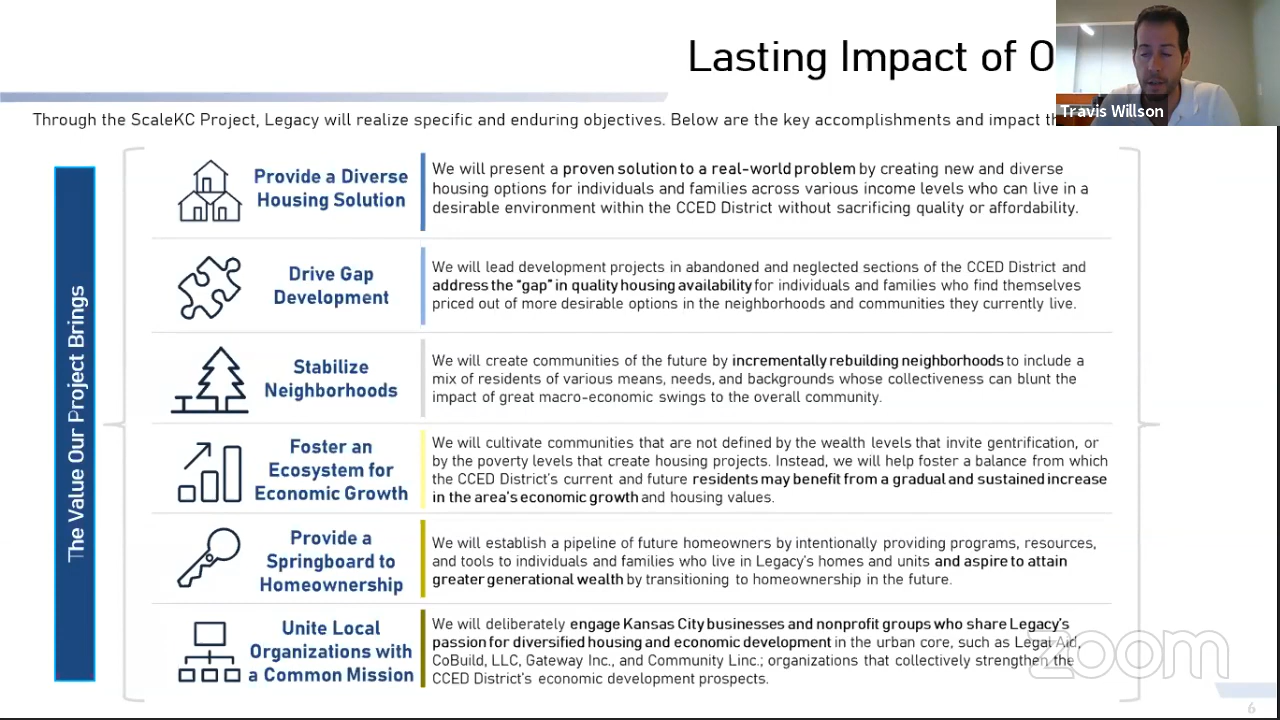 Lasting Impact of O
Travis Willson
Through the ScaleKC Project, Legacy will realize specific and enduring objectives. Below are the key accomplishments and impact
The Value Our Project Brings
Provide a Diverse
Housing Solution
We will present a proven solution to a real-world problem by creating new and diverse
housing options for individuals and families across various income levels who can live in a
desirable environment within the CCED District without sacrificing quality or affordability.
Drive Gap
Development
We will lead development projects in abandoned and neglected sections of the CCED District and
address the “gap” in quality housing availability for individuals and families who find themselves
priced out of more desirable options in the neighborhoods and communities they currently live.
Stabilize
Neighborhoods
We will create communities of the future by incrementally rebuilding neighborhoods to include a
mix of residents of various means, needs, and backgrounds whose collectiveness can blunt the
impact of great macro-economic swings to the overall community.
Foster an
Ecosystem for
Economic Growth
We will cultivate communities that are not defined by the wealth levels that invite gentrification, or
by the poverty levels that create housing projects. Instead, we will help foster a balance from which
the CCED District's current and future residents may benefit from a gradual and sustained increase
in the area's economic growth and housing values.
Provide a
Springboard to
Homeownership
We will establish a pipeline of future homeowners by intentionally providing programs, resources,
and tools to individuals and families who live in Legacy's homes and units and aspire to attain
greater generational wealth by transitioning to homeownership in the future.
Unite Local
Organizations with
a Common Mission
We will deliberately engage Kansas City businesses and nonprofit groups who share Legacy's
passion for diversified housing and economic development in the urban core, such as Legal Aid,
CoBuild, LLC, Gateway Inc., and Community Linc.; organizations that collectively strengthen the
CCED District's economic development prospects.
zoom
6